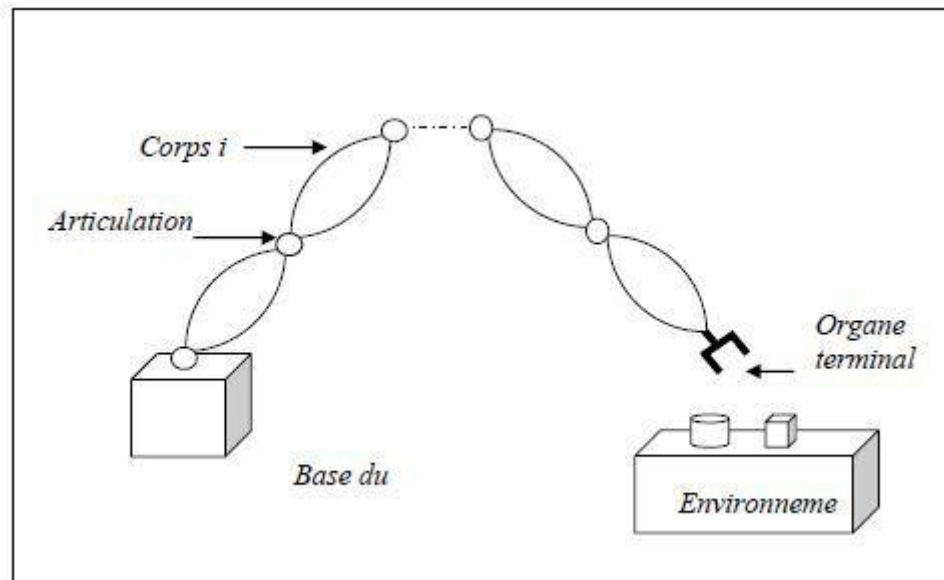 Corps i
Articulation
Organe
terminal
Base du
Environneme